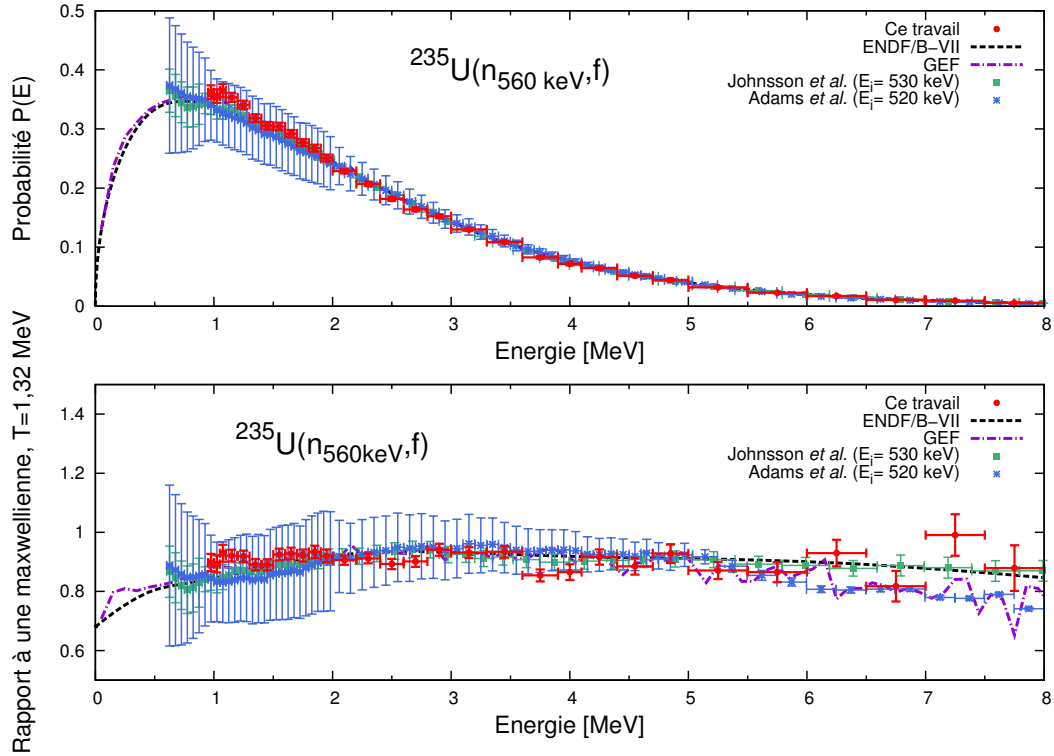 0.5
0.4
0.3
0.2
0.1
0
Probabilité P(E)
235U(n560 keV,f)
Ce travail
ENDF/B−VII
GEF
Johnsson et al. (Ei= 530 keV)
Adams et al. (Ei= 520 keV)
0 1 2 3 4 5 6 7 8
Energie [MeV]
Rapport à une maxwellienne, T=1,32 MeV
1.4
1.2
1
0.8
0.6
235U(n560keV,f)
Ce travail
ENDF/B−VII
GEF
Johnsson et al. (Ei= 530 keV)
Adams et al. (Ei= 520 keV)
0 1 2 3 4 5 6 7 8
Energie [MeV]